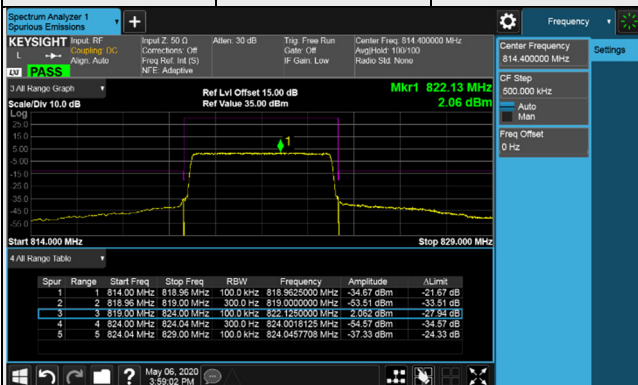 Spectrum Analyzer 1
Spurious Emissions
Frequency
KEYSIGHT Input: RF Input Z: 50 Ω Atten: 30 dB Trig: Free Run Center Freq: 814.400000 MHz
L Coupling: DC Corrections: Off Gate: Off Avg|Hold: 100/100
Align: Auto Freq Ref: Int (S) IF Gain: Low Radio Std: None
NFE: Adaptive
LU PASS
Center Frequency
814.400000 MHz
Settings
CF Step
500.000 kHz
Auto
Man
Freq Offset
0 Hz
3 All Range Graph
Ref Lvl Offset 15.00 dB Mkr1 822.13 MHz
Scale/Div 10.0 dB Ref Value 35.00 dBm 2.06 dBm
Log
25.0
15.0
5.00
-5.00
-15.0
-25.0
-35.0
-45.0
-55.0
1
Start 814.000 MHz Stop 829.000 MHz
4 All Range Table
Spur Range Start Freq Stop Freq RBW Frequency Amplitude ΔLimit
1 1 814.00 MHz 818.96 MHz 100.0 kHz 818.9625000 MHz -34.67 dBm -21.67 dB
2 2 818.96 MHz 819.00 MHz 300.0 Hz 819.0000000 MHz -53.51 dBm -33.51 dB
3 3 819.00 MHz 824.00 MHz 100.0 kHz 822.1250000 MHz 2.062 dBm -27.94 dB
4 4 824.00 MHz 824.04 MHz 300.0 Hz 824.0018125 MHz -54.57 dBm -34.57 dB
5 5 824.04 MHz 829.00 MHz 100.0 kHz 824.0457708 MHz -37.33 dBm -24.33 dB
May 06, 2020
3:59:02 PM